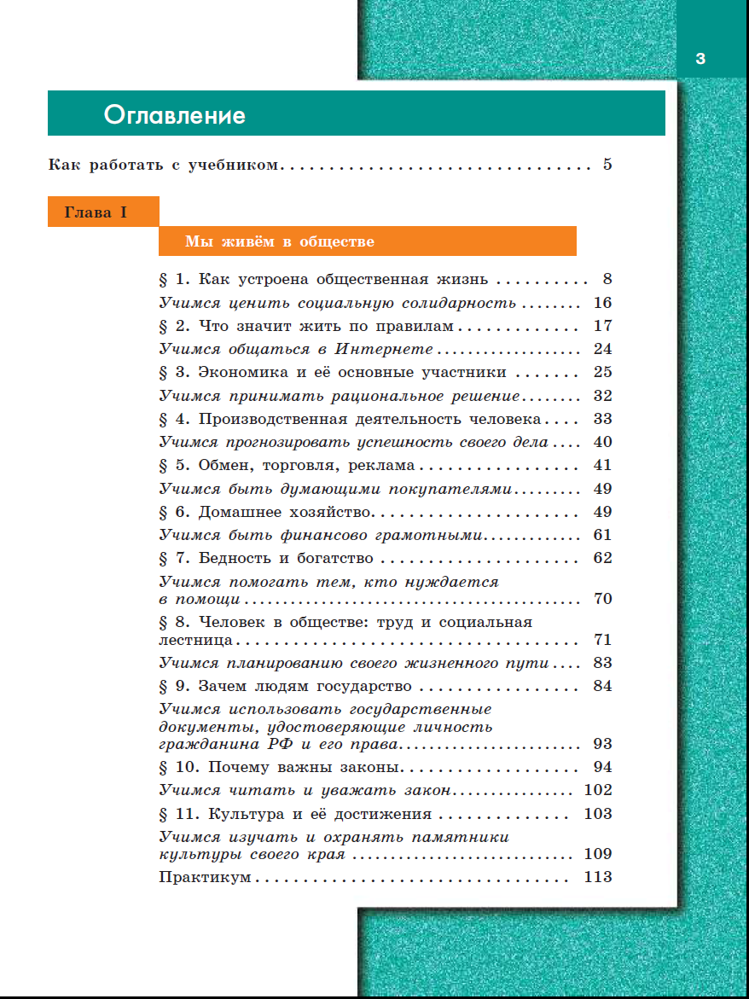 3
Оглавление
Как работать с учебником. . . . . . . . . . . . . . . . . . . . . . . . . . . . . . . . 5
Глава I
Мы живём в обществе
§ 1. Как устроена общественная жизнь . . . . . . . . . . 8
Учимся ценить социальную солидарность . . . . . . . . 16
§ 2. Что значит жить по правилам . . . . . . . . . . . . . 17
Учимся общаться в Интернете . . . . . . . . . . . . . . . . . . . 24
§ 3. Экономика и её основные участники . . . . . . . 25
Учимся принимать рациональное решение . . . . . . . . 32
§ 4. Производственная деятельность человека . . . . 33
Учимся прогнозировать успешность своего дела . . . . 40
§ 5. Обмен, торговля, реклама . . . . . . . . . . . . . . . . . 41
Учимся быть думающими покупателями . . . . . . . . . 49
§ 6. Домашнее хозяйство. . . . . . . . . . . . . . . . . . . . . . 49
Учимся быть финансово грамотными. . . . . . . . . . . . . 61
§ 7. Бедность и богатство . . . . . . . . . . . . . . . . . . . . . 62
Учимся помогать тем, кто нуждается
в помощи . . . . . . . . . . . . . . . . . . . . . . . . . . . . . . . . . . . . . . . . . . 70
§ 8. Человек в обществе: труд и социальная
лестница . . . . . . . . . . . . . . . . . . . . . . . . . . . . . . . . . . . . 71
Учимся планированию своего жизненного пути . . . . 83
§ 9. Зачем людям государство . . . . . . . . . . . . . . . . . 84
Учимся использовать государственные
документы, удостоверяющие личность
гражданина РФ и его права. . . . . . . . . . . . . . . . . . . . . . . . 93
§ 10. Почему важны законы. . . . . . . . . . . . . . . . . . . 94
Учимся читать и уважать закон. . . . . . . . . . . . . . . . 102
§ 11. Культура и её достижения . . . . . . . . . . . . . . 103
Учимся изучать и охранять памятники
культуры своего края . . . . . . . . . . . . . . . . . . . . . . . . . . . . . 109
Практикум . . . . . . . . . . . . . . . . . . . . . . . . . . . . . . . . . 113